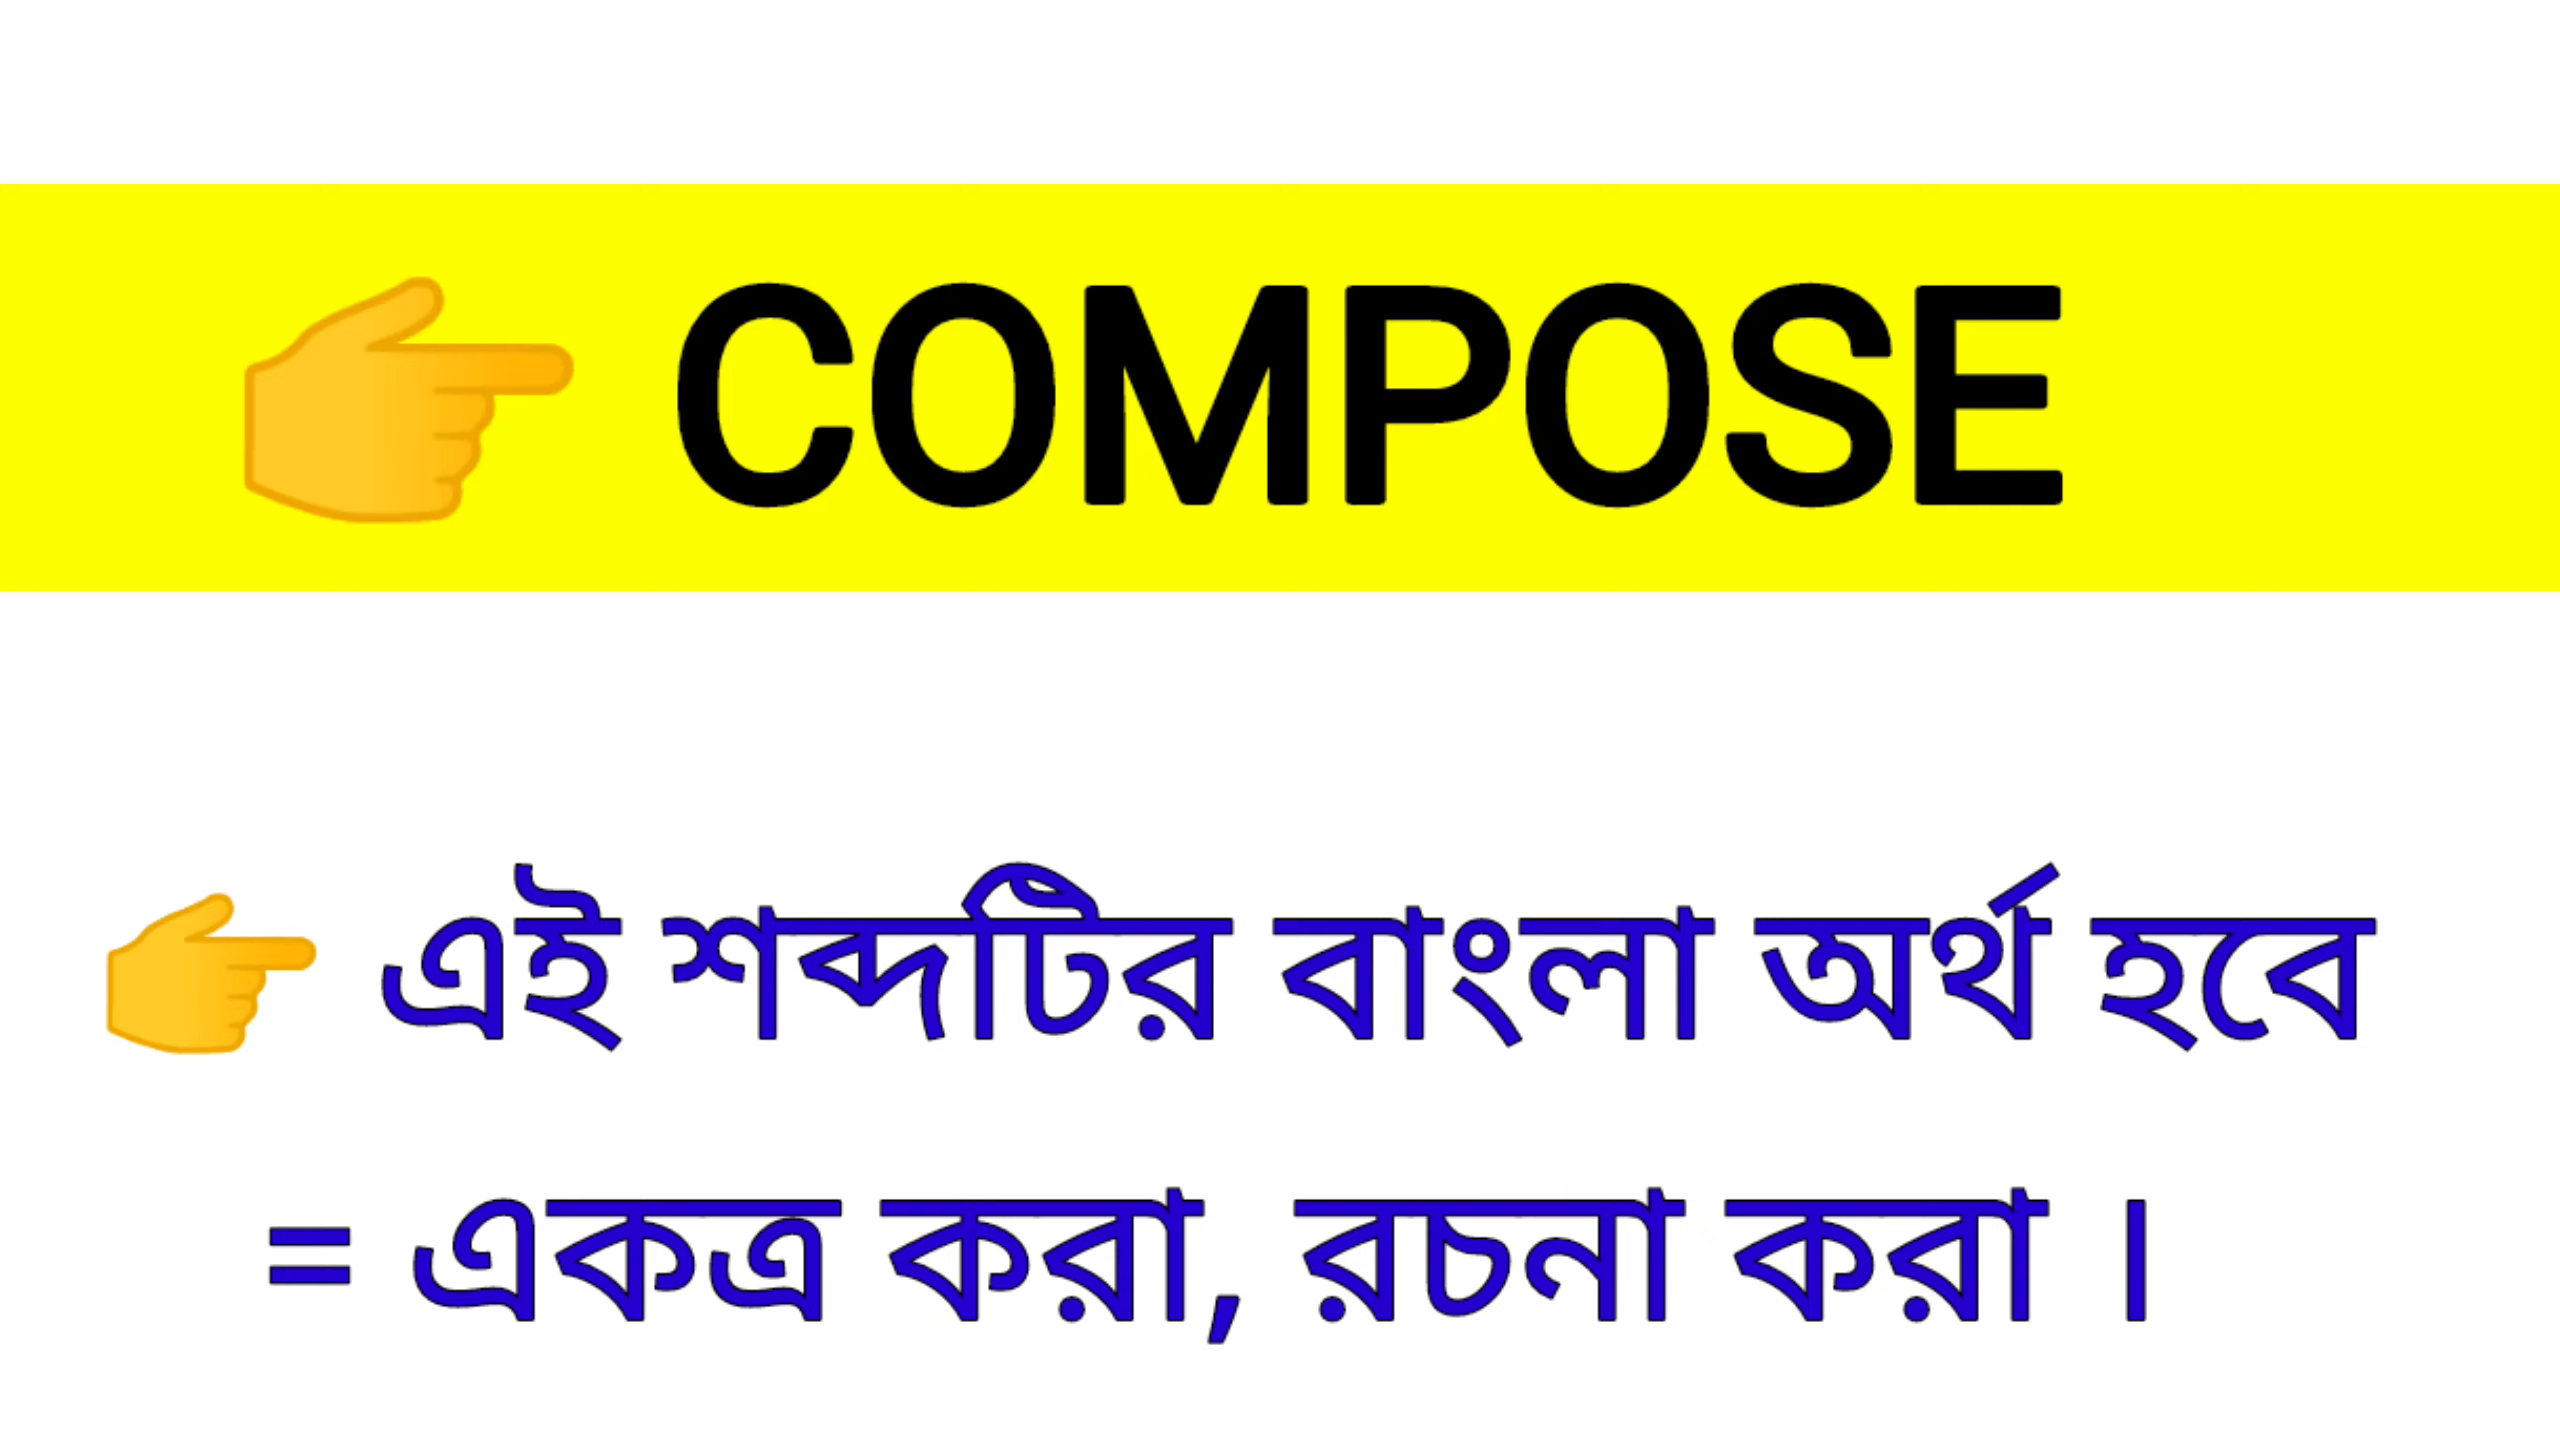 👉 COMPOSE
👉 এই শব্দটির বাংলা অর্থ হবে
= একত্র করা, রচনা করা ।